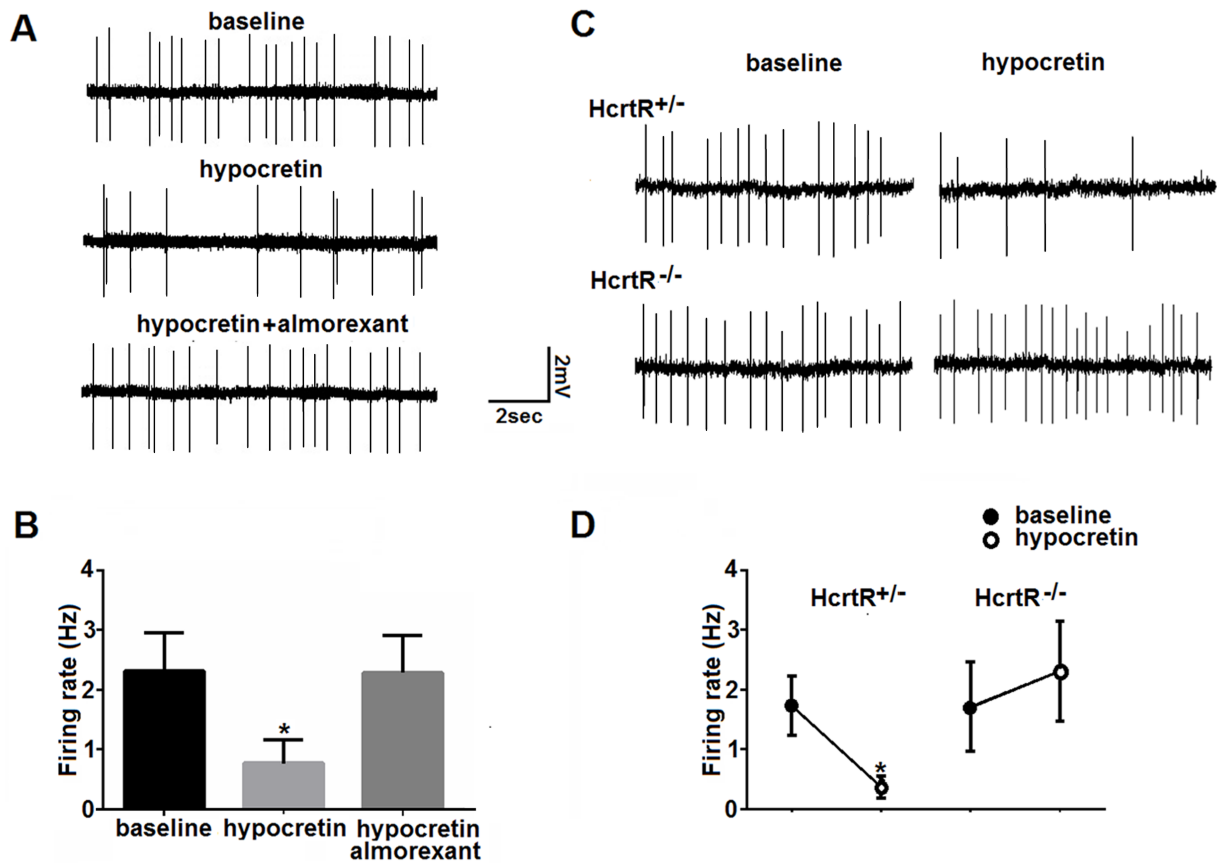 A
baseline
hypocretin
hypocretin+almorexant
2mV
2sec
C
baseline hypocretin
HcrtR+/-
HcrtR-/-
B
Firing rate (Hz)
4
3
2
1
0
baseline hypocretin hypocretin
almorexant
*
D
baseline
hypocretin
HcrtR+/- HcrtR-/-
Firing rate (Hz)
4
3
2
1
0
*